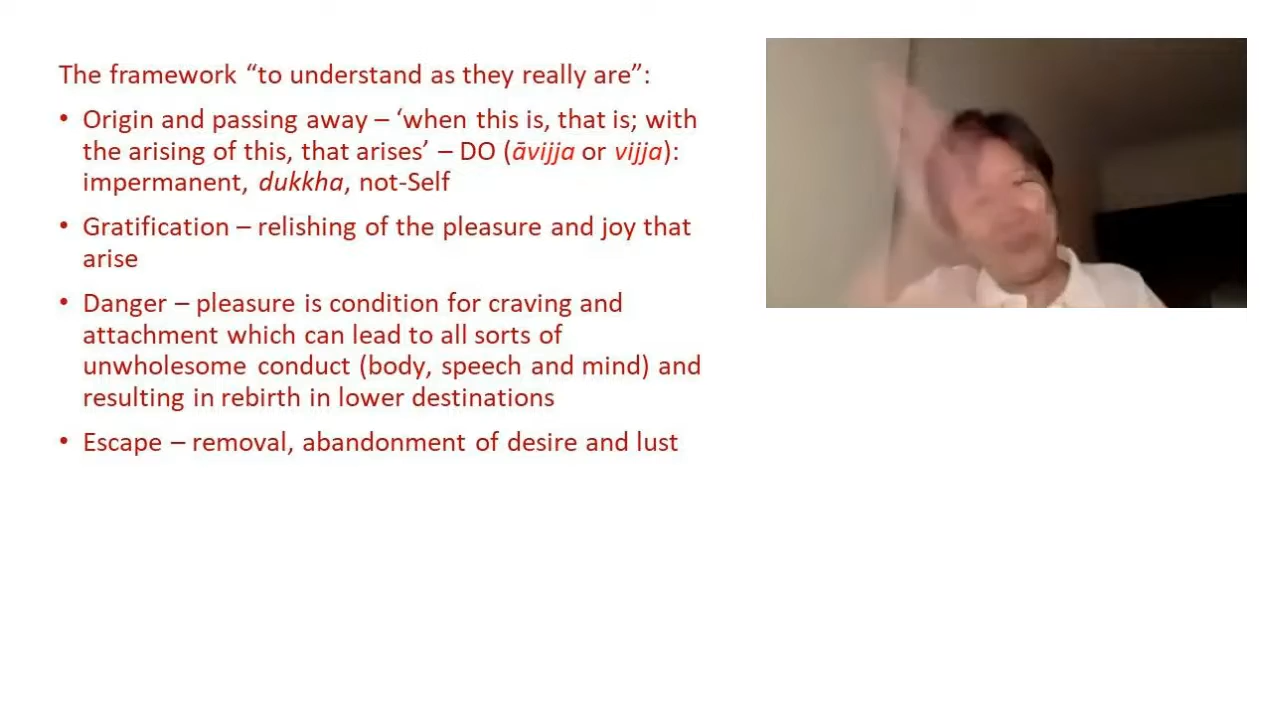 The framework “to understand as they really are”:
• Origin and passing away – ‘when this is, that is; with
the arising of this, that arises’ – DO (āvijja or vijja):
impermanent, dukkha, not-Self
• Gratification – relishing of the pleasure and joy that
arise
• Danger – pleasure is condition for craving and
attachment which can lead to all sorts of
unwholesome conduct (body, speech and mind) and
resulting in rebirth in lower destinations
• Escape – removal, abandonment of desire and lust